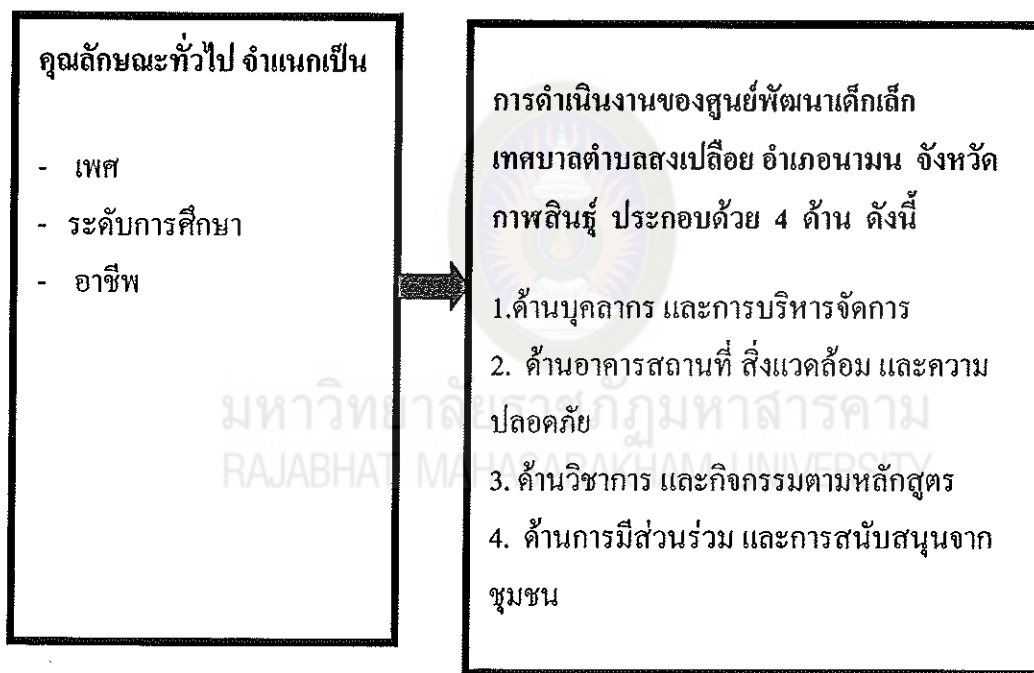 คุณลักษณะทั่วไป จำแนกเป็น
- เพศ
- ระดับการศึกษา
- อาชีพ
การดำเนินงานของศูนย์พัฒนาเด็กเล็ก
เทศบาลตำบลสงเปลือย อำเภอนามน จังหวัด
กาฬสินธุ์ ประกอบด้วย 4 ด้าน ดังนี้
1.ด้านบุคลากร และการบริหารจัดการ
2. ด้านอาคารสถานที่ สิ่งแวดล้อม และความ
ปลอดภัย
3. ด้านวิชาการ และกิจกรรมตามหลักสูตร
4. ด้านการมีส่วนร่วม และการสนับสนุนจาก
ชุมชน
มหาวิทยาลัยราชภัฏมหาสารคาม
RAJABHAT MAHASARAKHAM UNIVERSITY